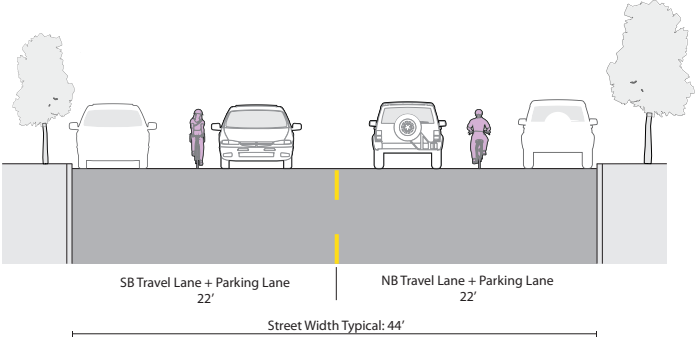 SB Travel Lane + Parking Lane
22’
NB Travel Lane + Parking Lane
22’
Street Width Typical: 44’